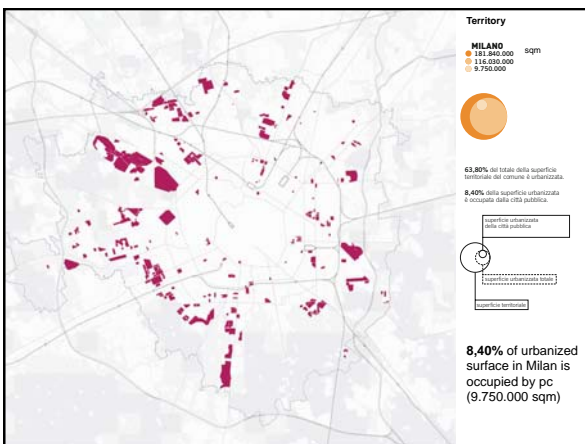 Territory
MILANO
sqm
181.840.000
116.030.000
9.750.000
63,80% del totale della superficie
territoriale del comune è urbanizzata.
8,40% della superficie urbanizzata
è occupata dalla città pubblica.
superficie urbanizzata
della città pubblica
superficie urbanizzata totale
superficie territoriale
8,40% of urbanized
surface in Milan is
occupied by pc
(9.750.000 sqm)